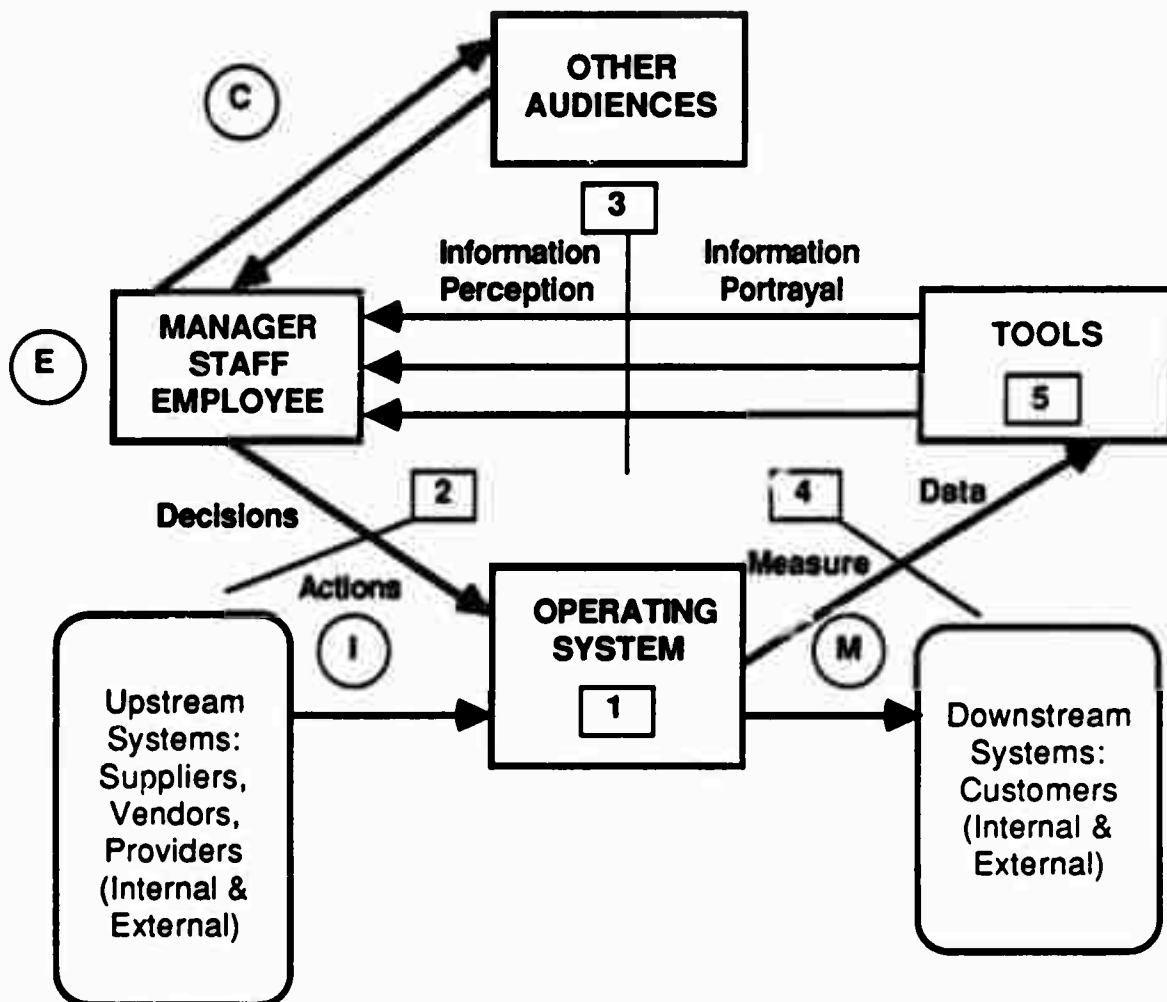 C
OTHER
AUDIENCES
3
Information
Perception
Information
Portrayal
E
MANAGER
STAFF
EMPLOYEE
TOOLS
5
Decisions
2
4
Data
Actions
Measure
I
OPERATING
SYSTEM
1
M
Upstream
Systems:
Suppliers,
Vendors,
Providers
(Internal &
External)
Downstream
Systems:
Customers
(Internal &
External)